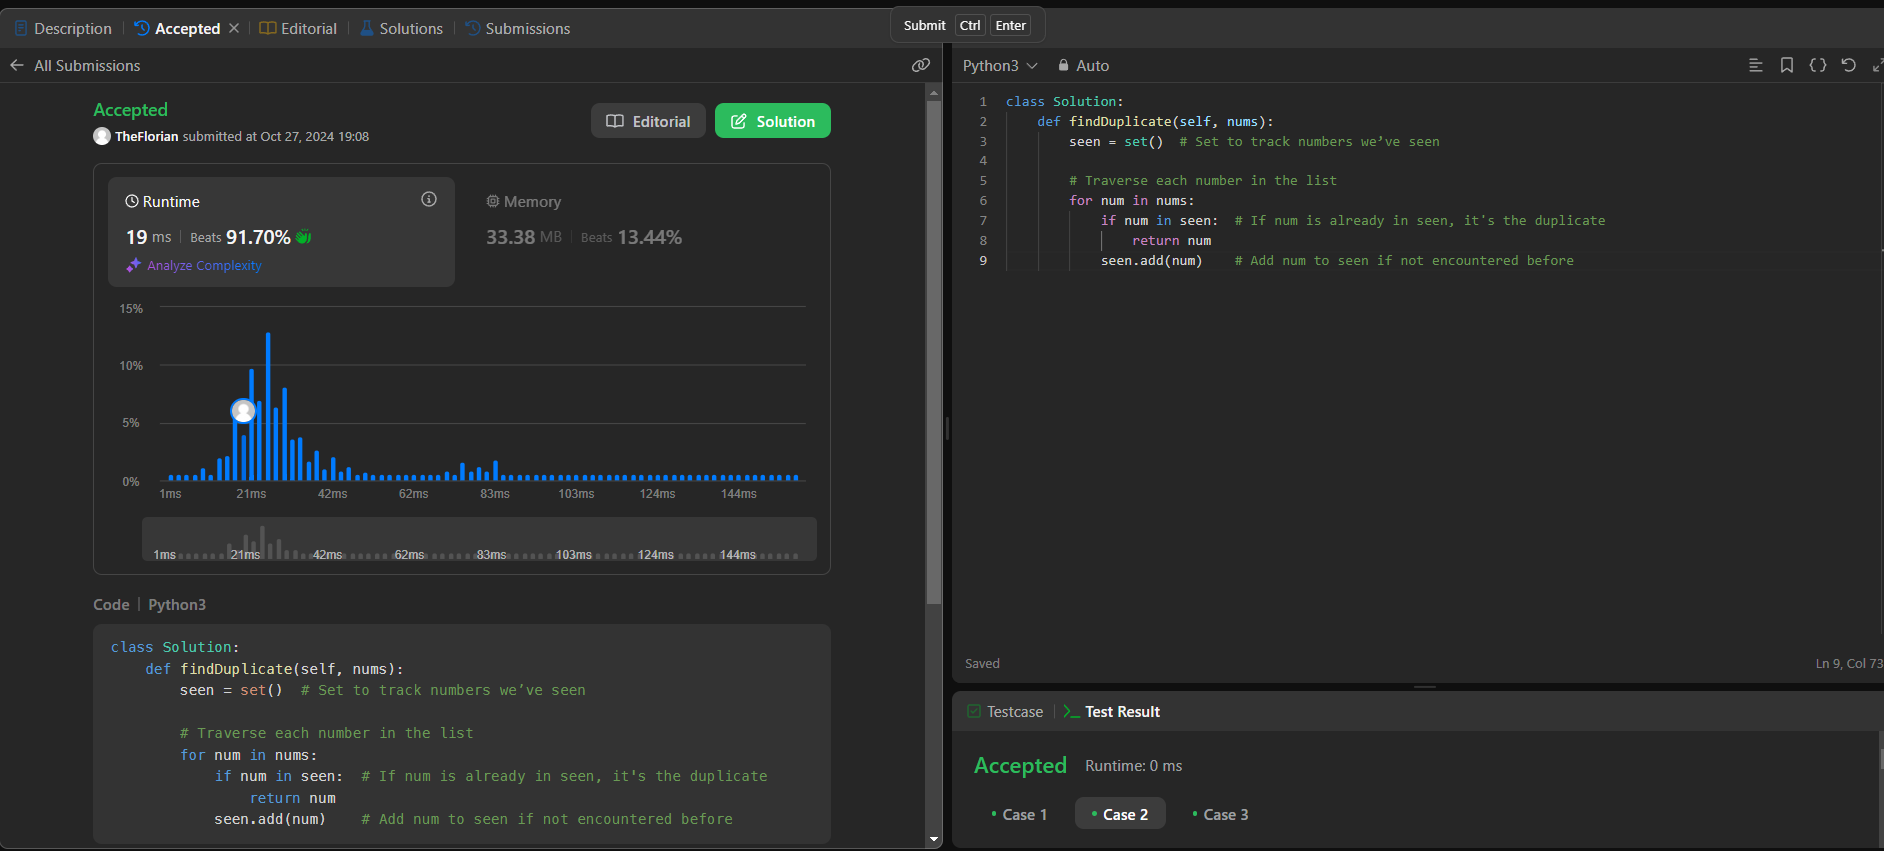 Description
Accepted
Editorial
Solutions
Submissions
Submit Ctrl Enter
All Submissions
Accepted
TheFlorian submitted at Oct 27, 2024 19:08
Editorial
Solution
Runtime
19 ms | Beats 91.70%
Analyze Complexity
Memory
33.38 MB | Beats 13.44%
15%
10%
5%
0%
1ms 21ms 42ms 62ms 83ms 103ms 124ms 144ms
1ms 21ms 42ms 62ms 83ms 103ms 124ms 144ms
Code | Python3
class Solution:
    def findDuplicate(self, nums):
        seen = set()  # Set to track numbers we’ve seen
        # Traverse each number in the list
        for num in nums:
            if num in seen:  # If num is already in seen, it's the duplicate
                return num
            seen.add(num)    # Add num to seen if not encountered before
Python3
Auto
1 class Solution:
2     def findDuplicate(self, nums):
3         seen = set()  # Set to track numbers we’ve seen
4
5         # Traverse each number in the list
6         for num in nums:
7             if num in seen:  # If num is already in seen, it's the duplicate
8                 return num
9             seen.add(num)    # Add num to seen if not encountered before
Saved
Ln 9, Col 73
Testcase
Test Result
Accepted Runtime: 0 ms
Case 1
Case 2
Case 3